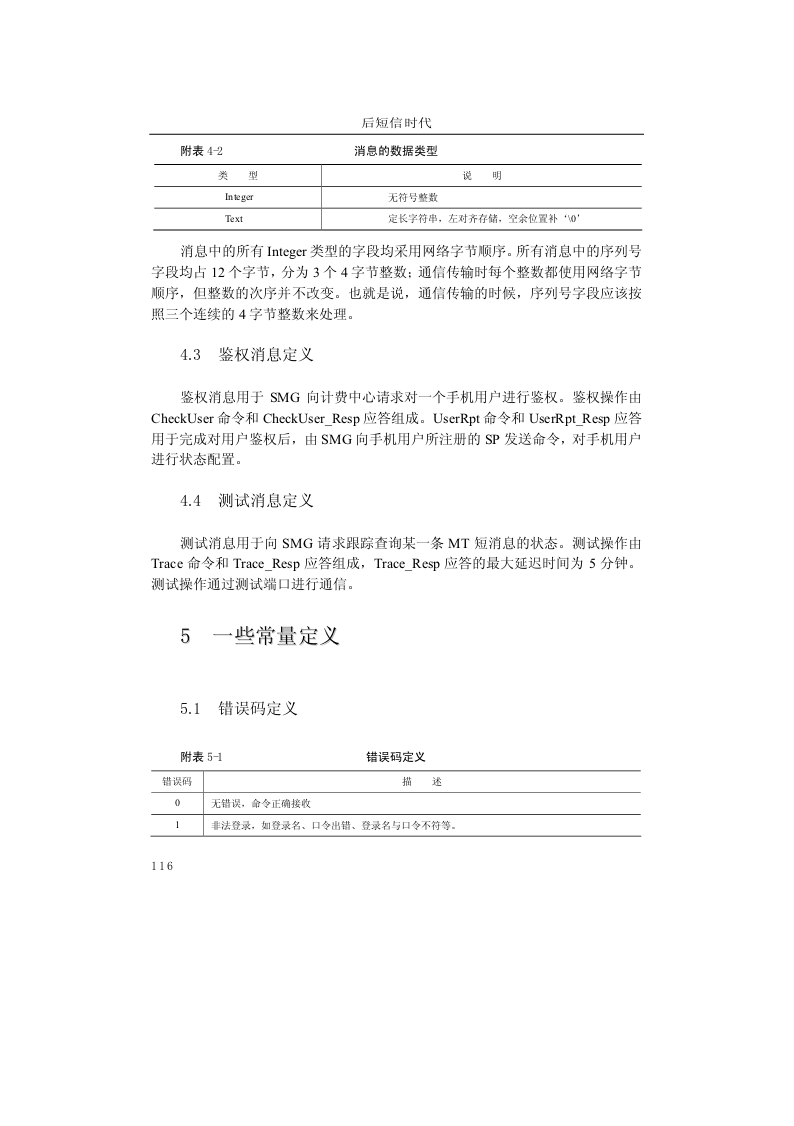 后短信时代
附表 4-2 消息的数据类型
类 型 说 明
Integer 无符号整数
Text 定长字符串，左对齐存储，空余位置补‘\0’
消息中的所有 Integer 类型的字段均采用网络字节顺序。所有消息中的序列号
字段均占 12 个字节，分为 3 个 4 字节整数；通信传输时每个整数都使用网络字节
顺序，但整数的次序并不改变。也就是说，通信传输的时候，序列号字段应该按
照三个连续的 4 字节整数来处理。
4.3 鉴权消息定义
鉴权消息用于 SMG 向计费中心请求对一个手机用户进行鉴权。鉴权操作由
CheckUser 命令和 CheckUser_Resp 应答组成。UserRpt 命令和 UserRpt_Resp 应答
用于完成对用户鉴权后，由 SMG 向手机用户所注册的 SP 发送命令，对手机用户
进行状态配置。
4.4 测试消息定义
测试消息用于向 SMG 请求跟踪查询某一条 MT 短消息的状态。测试操作由
Trace 命令和 Trace_Resp 应答组成，Trace_Resp 应答的最大延迟时间为 5 分钟。
测试操作通过测试端口进行通信。
5 一些常量定义
5.1 错误码定义
附表 5-1 错误码定义
错误码 描 述
0 无错误，命令正确接收
1 非法登录，如登录名、口令出错、登录名与口令不符等。
116